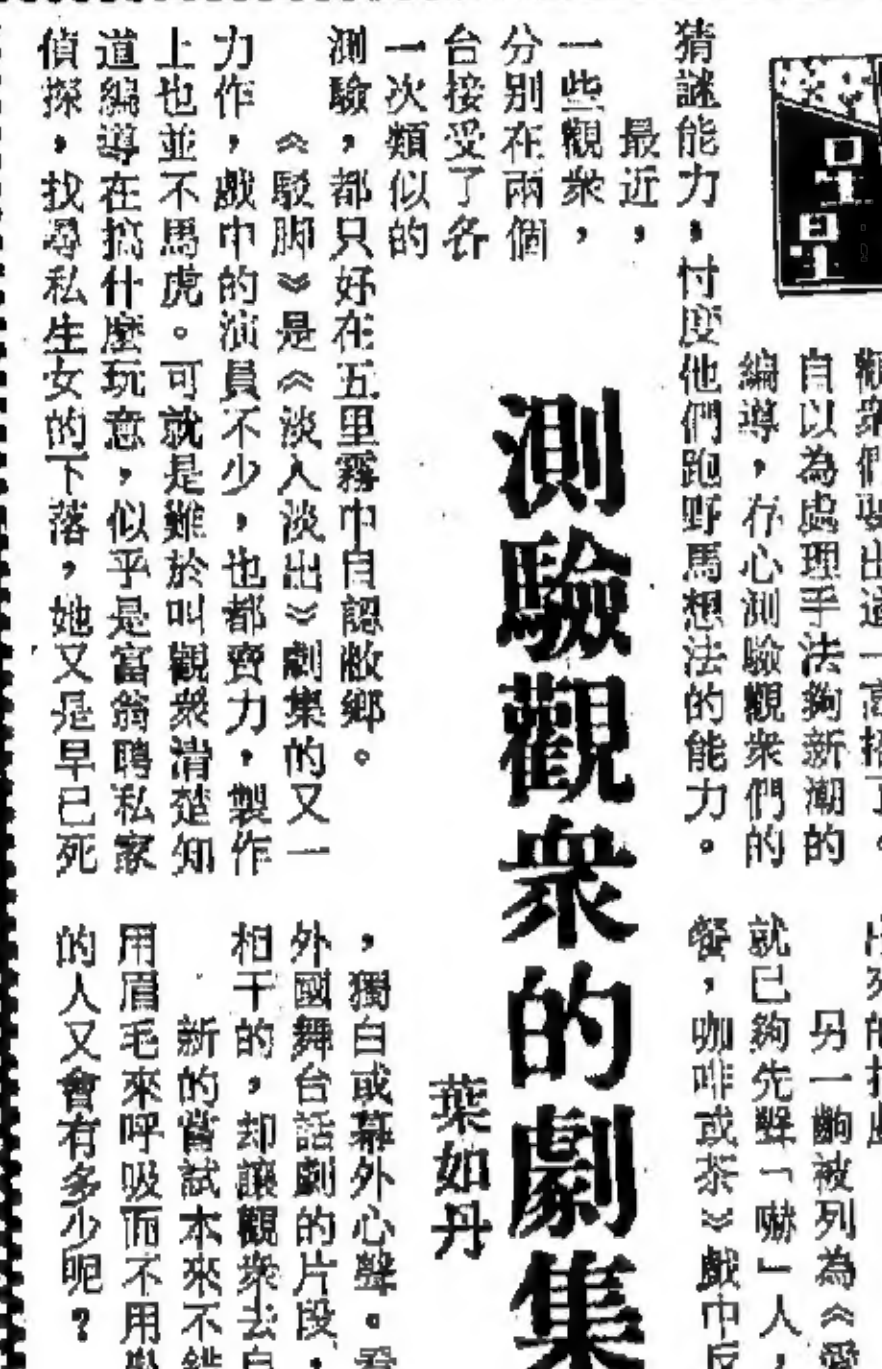 測驗觀衆的劇集
葉如丹
自以為處理手法夠新潮的
編導，存心測驗觀衆們的
猜謎能力，忖度他們跑野馬想法的能力。
最近，
一些觀衆，
分別在兩個
台接受了各
一次類似的
測驗，都只好在五里霧中自認敝鄉。
《駁脚》是《淡入淡出》劇集的又一
力作，戲中的演員不少，也都賣力，製作
上也並不馬虎。可就是難於叫觀衆清楚知
道編導在搞什麼玩意，似乎是富翁聘私家
偵探，找尋私生女的下落，她又是早已死
另一齣被列為《愛
就已夠先聲「嚇」人，
餐，咖啡或茶》戲中反
，獨白或幕外心聲。看
外國舞台話劇的片段，
相干的，却讓觀衆去自
新的嘗試本來不錯
用眉毛來呼吸而不用鼻
的人又會有多少呢？